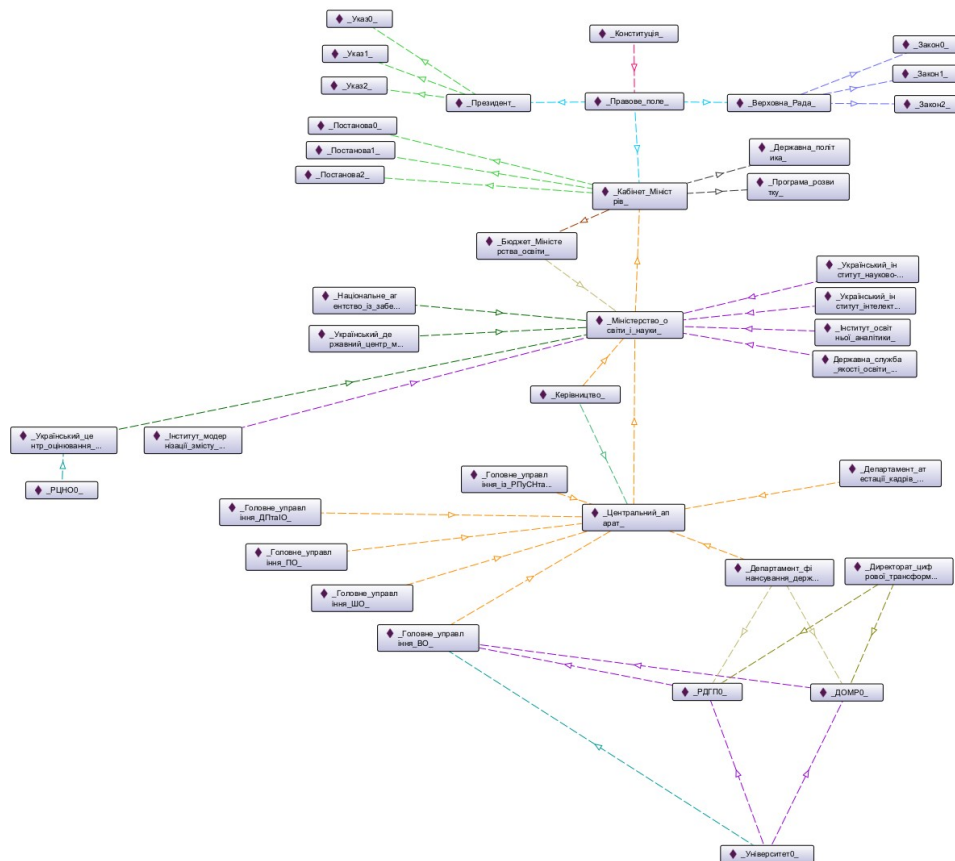 _Указ0_
_Конституція_
_Закон0_
_Указ1_
_Закон1_
_Указ2_
_Президент_
_Правове_поле_
_Верховна_Рада_
_Закон2_
_Постанова0_
_Постанова1_
_Постанова2_
_Державна_політ
ика_
_Програма_розви
тку_
_Кабінет_Мініст
рів_
_Бюджет_Міністе
рства_освіти_
_Український_ін
ститут_науково-...
_Національне_аг
ентство_із_забе...
_Український_ін
ститут_інтелект...
_Український_де
ржавний_центр_м...
_Міністерство_о
світи_і_науки_
_Інститут_освіт
ньої_аналітики_
Державна_служба
_якості_освіти_...
_Керівництво_
_Український_це
нтр_оцінювання_...
_Інститут_модер
нізації_змісту_...
_РЦНО0_
_Головне_управл
іння_із_РПуСНта...
_Департамент_ат
естації_кадрів_...
_Головне_управл
іння_ДПтаІО_
_Центральний_ап
арат_
_Головне_управл
іння_ПО_
_Департамент_фі
нансування_держ...
_Директорат_циф
рової_трансформ...
_Головне_управл
іння_ШО_
_Головне_управл
іння_ВО_
_РДГП0_
_ДОМР0_
_Університет0_